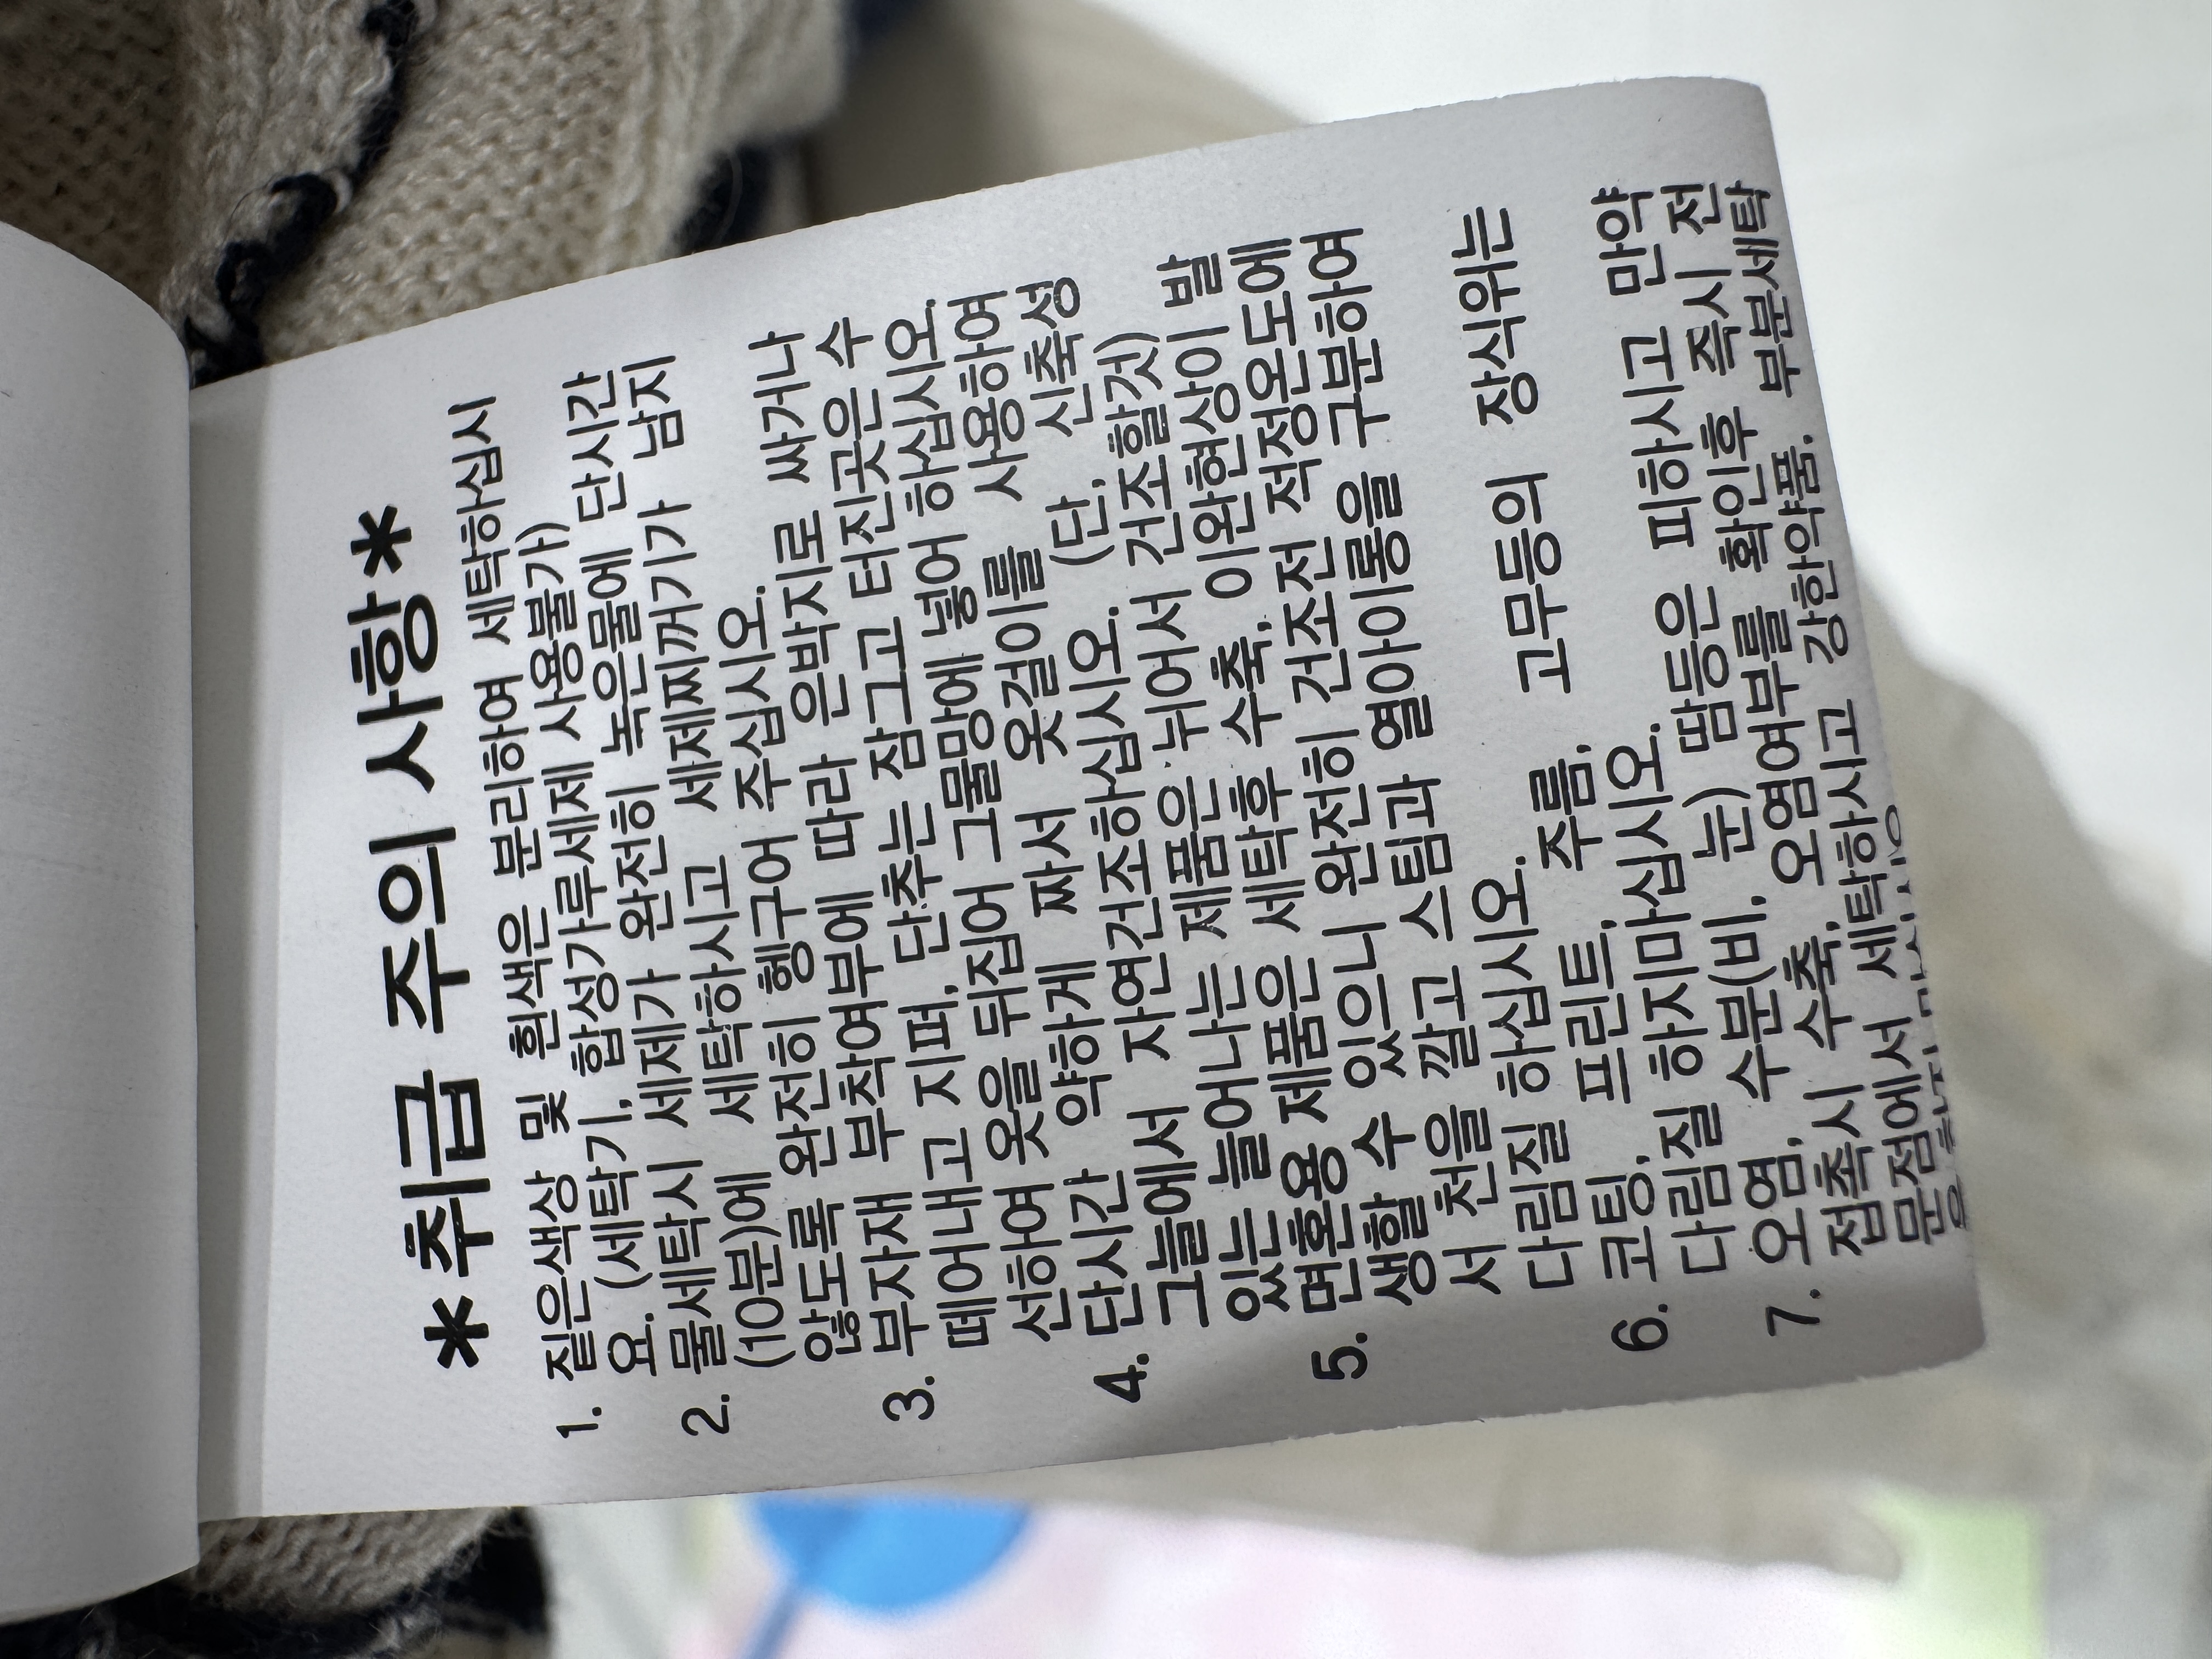 *취급 주의 사항*
1. 짙은색상 및 흰색은 분리하여 세탁하십시
요. (세탁기, 합성가루세제 사용불가)
2. 물세탁시 세제가 완전히 녹은물에 단시간
(10분)에 세탁하시고 세제찌꺼기가 남지
않도록 완전히 헹구어 주십시오.
3. 부자재 부착여부에 따라 은박지로 싸거나
떼어내고 지퍼, 단추는 잠그고 터진곳은 수
선하여 옷을 뒤집어 그물망에 넣어 하십시오.
4. 단시간 약하게 짜서 옷걸이를 사용하여
그늘에서 자연건조하십시오. (단, 신축성
있는 늘어나는 제품은 뉘어서 건조할것)
5. 면혼용 제품은 세탁후 수축, 이완현상이 발
생할 수 있으니 완전히 건조전 적정온도에
서 천을 깔고 스팀과 열아이롱을 구분하여
다림질 하십시오.
6. 코팅, 프린트, 주름, 고무등의 장식위는
다림질 하지마십시오.
7. 오염, 수분(비, 눈) 땀등은 피하시고 만약
접촉시 수축, 오염여부를 확인후 즉시 전
문점에서 세탁하시고 강한약품, 부분세탁